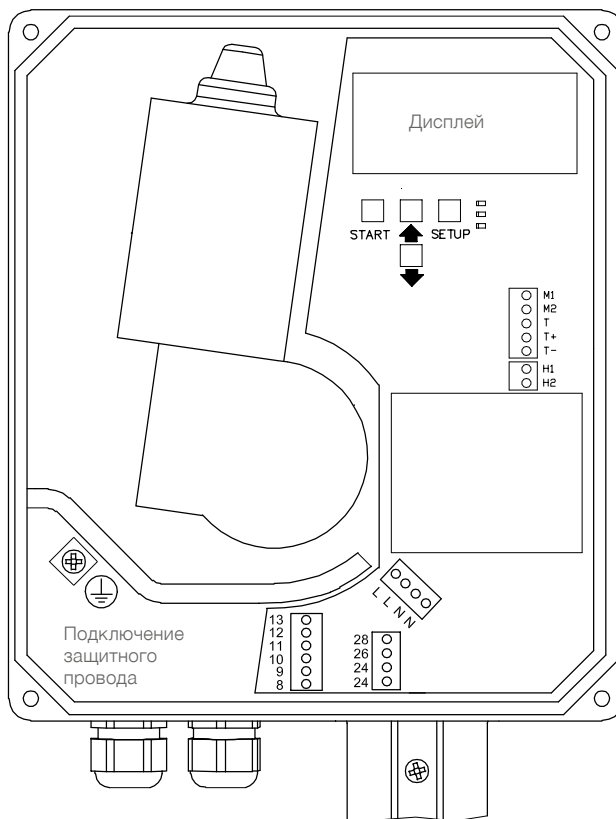 Дисплей
START
SETUP
M1
M2
T
T+
T-
H1
H2
L L N N
Подключение
защитного
провода
13
12
11
10
9
8
28
26
24
24